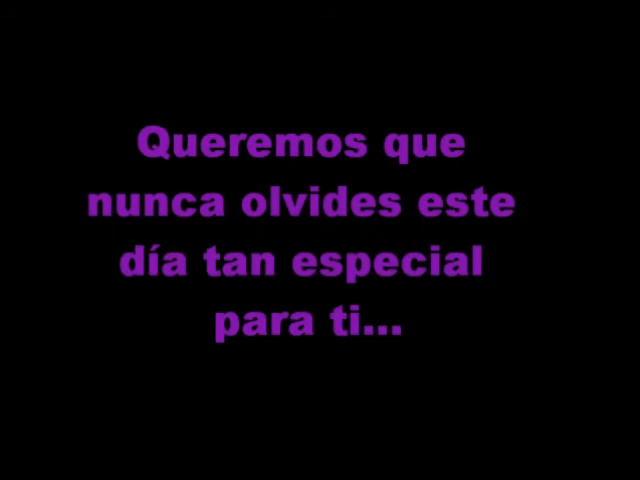 Queremos que
nunca olvides este
día tan especial
para ti...